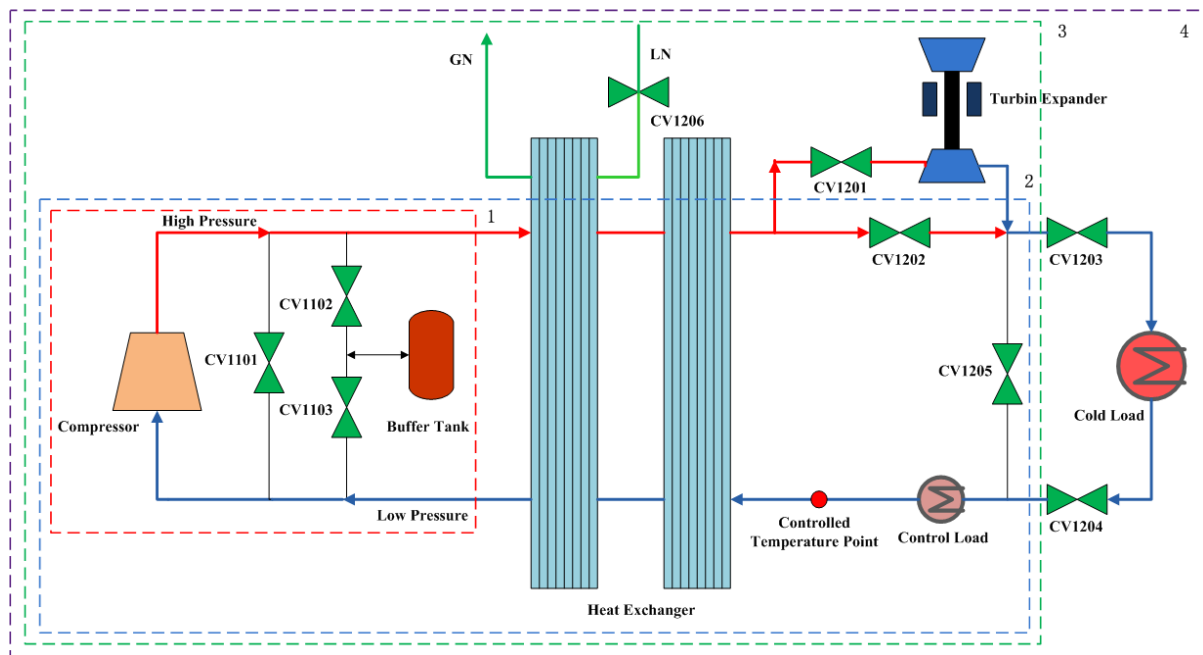 3
4
GN
LN
Turbin Expander
CV1206
CV1201
2
1
High Pressure
CV1202
CV1203
CV1102
CV1101
CV1205
CV1103
Compressor
Buffer Tank
Cold Load
Low Pressure
Controlled
Temperature Point
Control Load
CV1204
Heat Exchanger